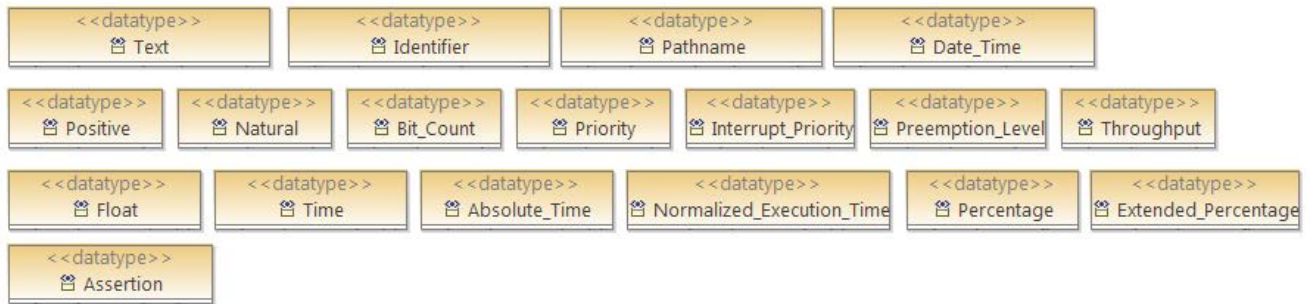 <<datatype>> <<datatype>> <<datatype>> <<datatype>>
Text Identifier Pathname Date_Time
<<datatype>> <<datatype>> <<datatype>> <<datatype>> <<datatype>> <<datatype>> <<datatype>>
Positive Natural Bit_Count Priority Interrupt_Priority Preemption_Level Throughput
<<datatype>> <<datatype>> <<datatype>> <<datatype>> <<datatype>> <<datatype>>
Float Time Absolute_Time Normalized_Execution_Time Percentage Extended_Percentage
<<datatype>>
Assertion